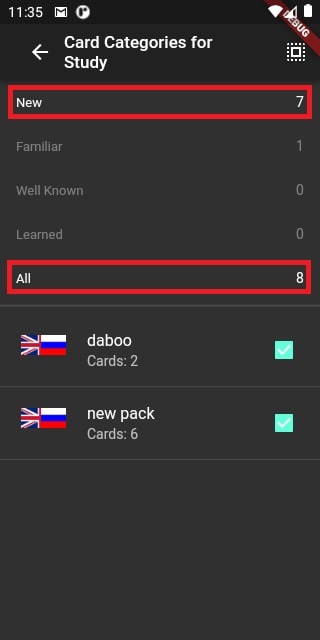 11:35
DEBUG
Card Categories for
Study
New 7
Familiar 1
Well Known 0
Learned 0
All 8
daboo
Cards: 2
new pack
Cards: 6